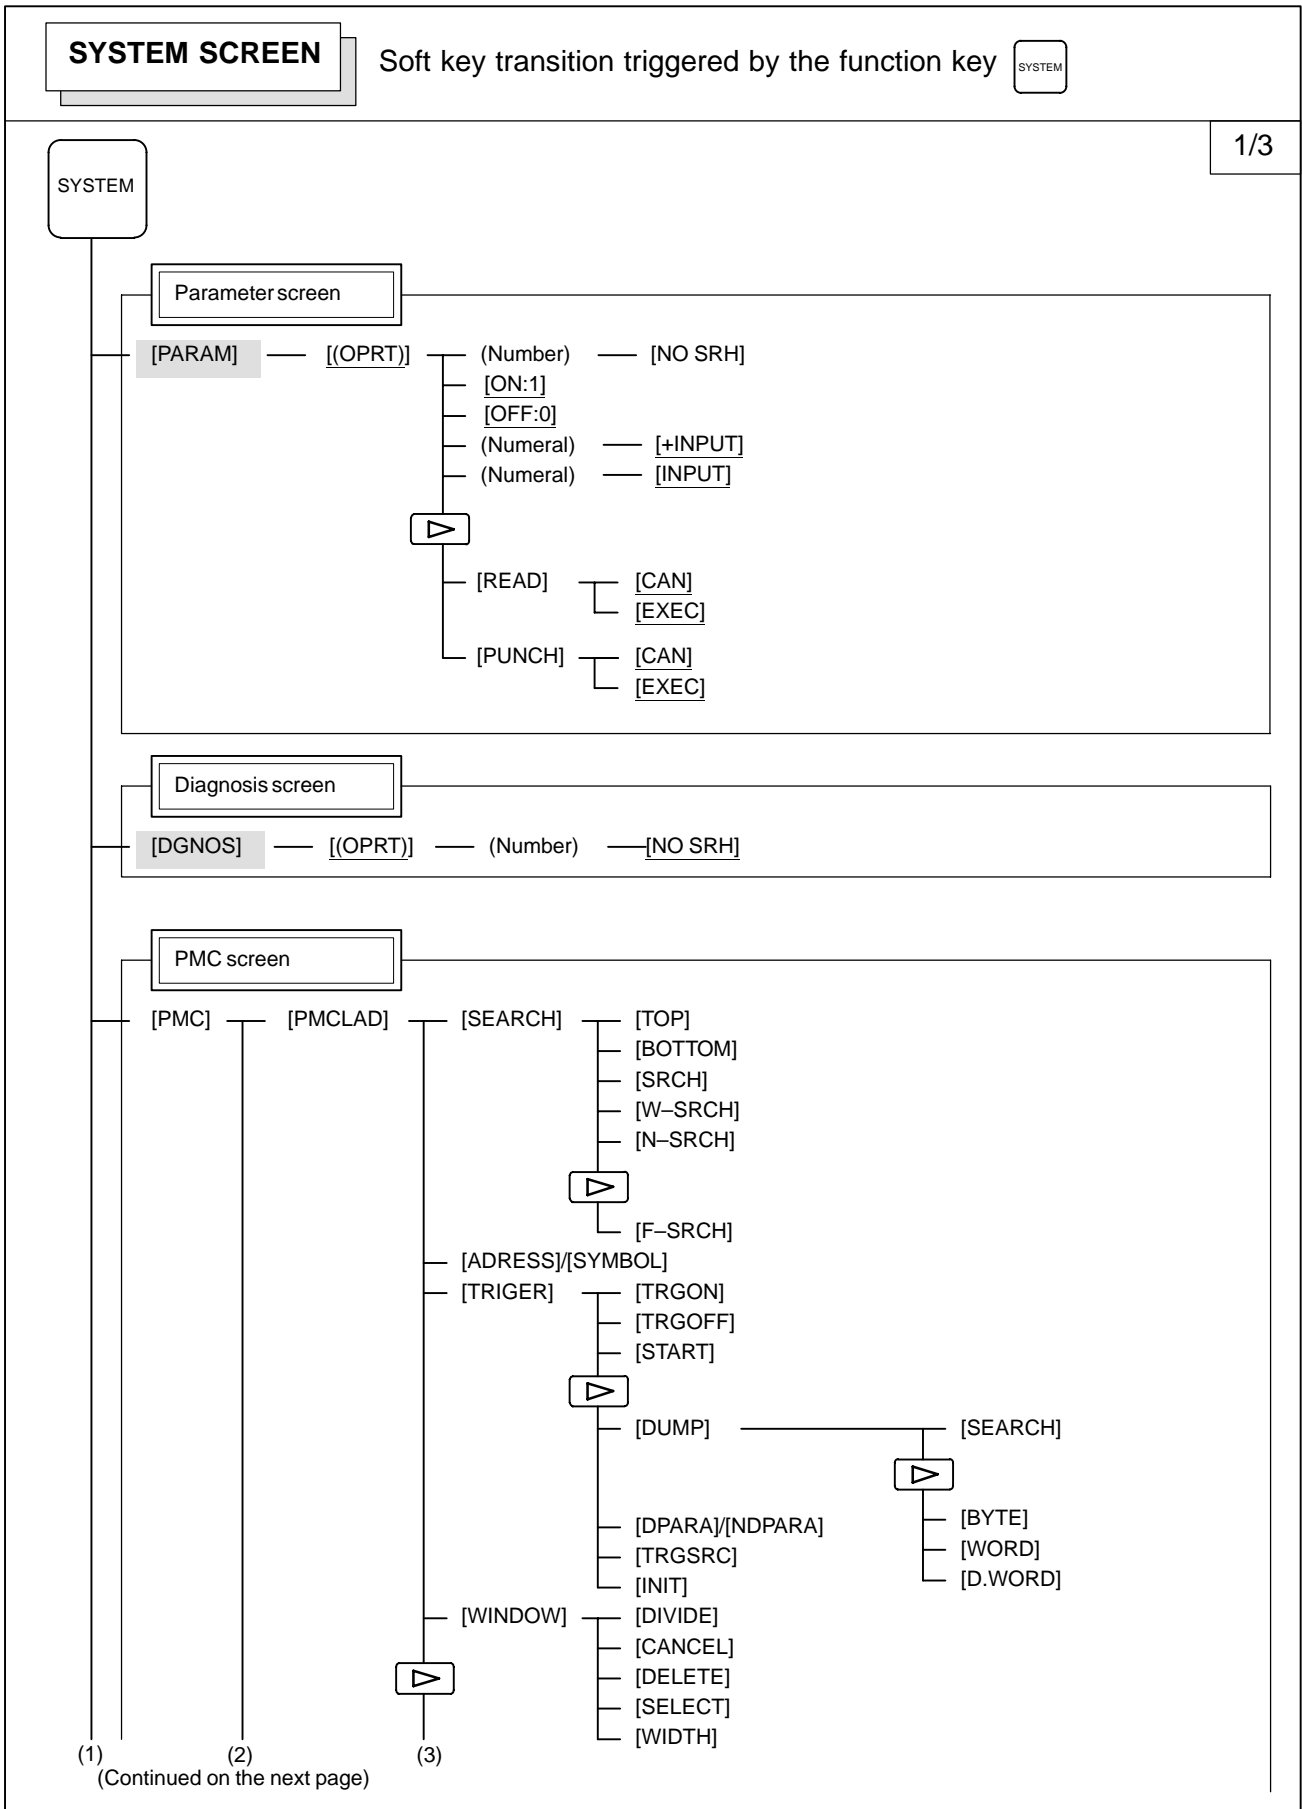 SYSTEM SCREEN
Soft key transition triggered by the function key SYSTEM
1/3
SYSTEM
Parameter screen
[PARAM] [(OPRT)] (Number) [NO SRH]
[ON:1]
[OFF:0]
(Numeral) [+INPUT]
(Numeral) [INPUT]
[READ] [CAN]
[EXEC]
[PUNCH] [CAN]
[EXEC]
Diagnosis screen
[DGNOS] [(OPRT)] (Number) [NO SRH]
PMC screen
[PMC] [PMCLAD] [SEARCH] [TOP]
[BOTTOM]
[SRCH]
[W–SRCH]
[N–SRCH]
[F–SRCH]
[ADRESS]/[SYMBOL]
[TRIGER] [TRGON]
[TRGOFF]
[START]
[DUMP] [SEARCH]
[BYTE]
[DPARA]/[NDPARA]
[WORD]
[TRGSRC]
[D.WORD]
[INIT]
[WINDOW] [DIVIDE]
[CANCEL]
[DELETE]
[SELECT]
[WIDTH]
(1) (2) (3)
(Continued on the next page)